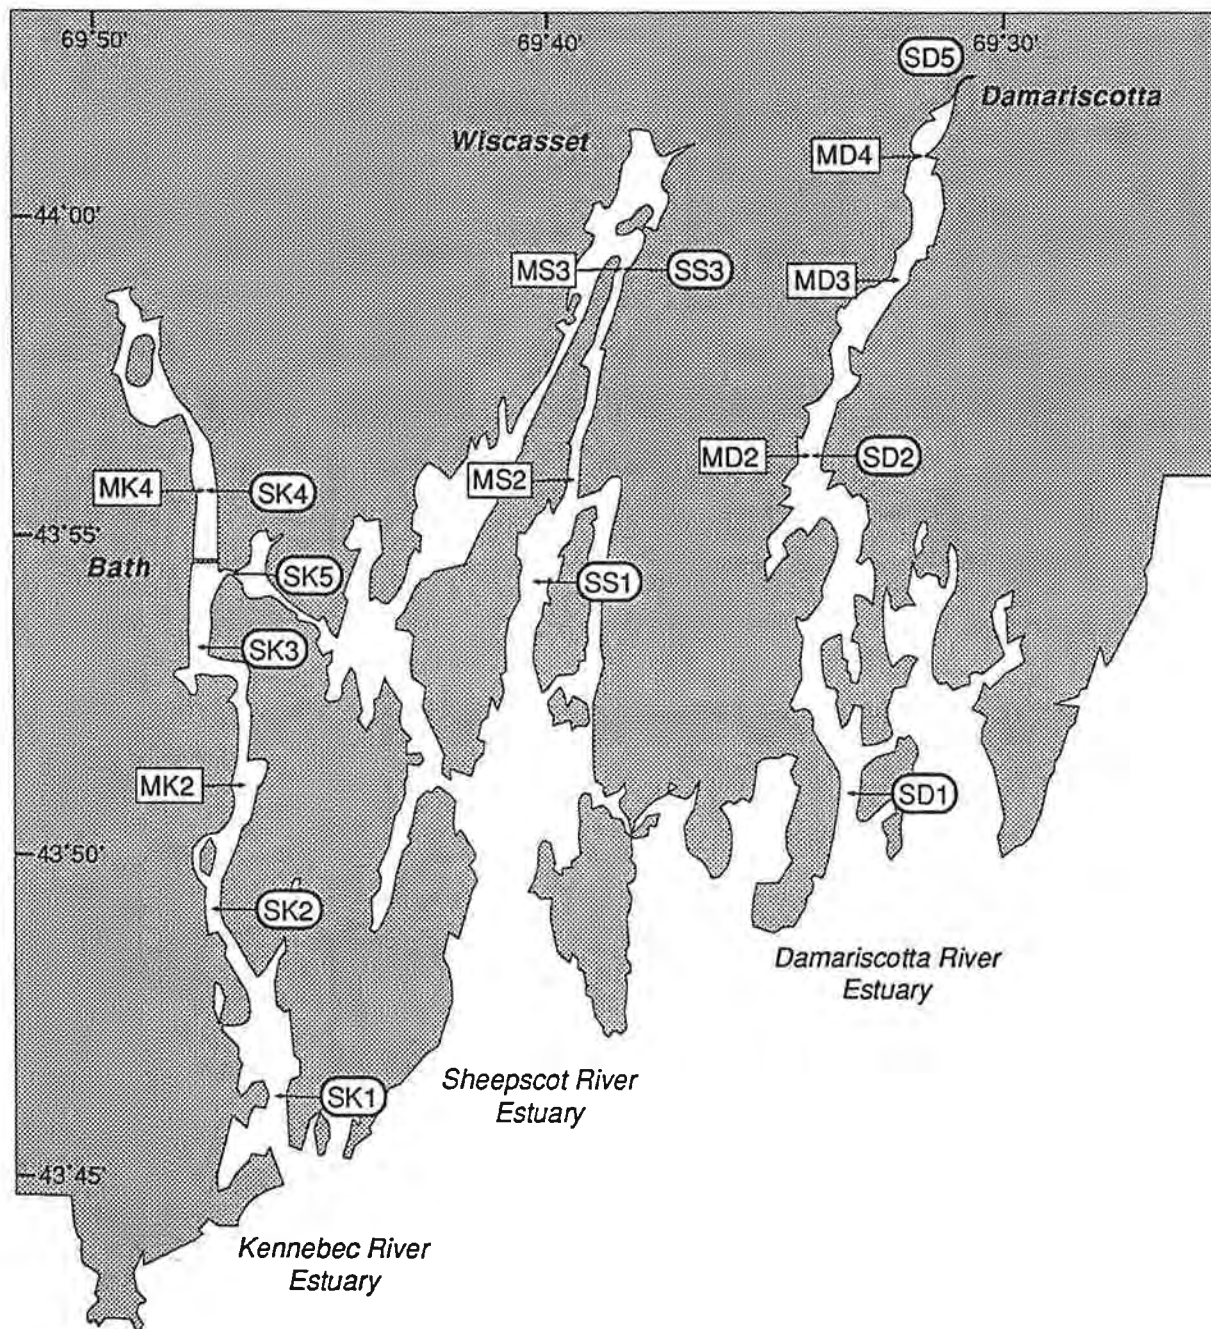 69°50'
69°40'
69°30'
SD5
Damariscotta
Wiscasset
MD4
44°00'
MS3
SS3
MD3
MD2
SD2
MS2
MK4
SK4
43°55'
Bath
SK5
SS1
SK3
MK2
SD1
43°50'
SK2
Damariscotta River
Estuary
Sheepscot River
Estuary
SK1
43°45'
Kennebec River
Estuary